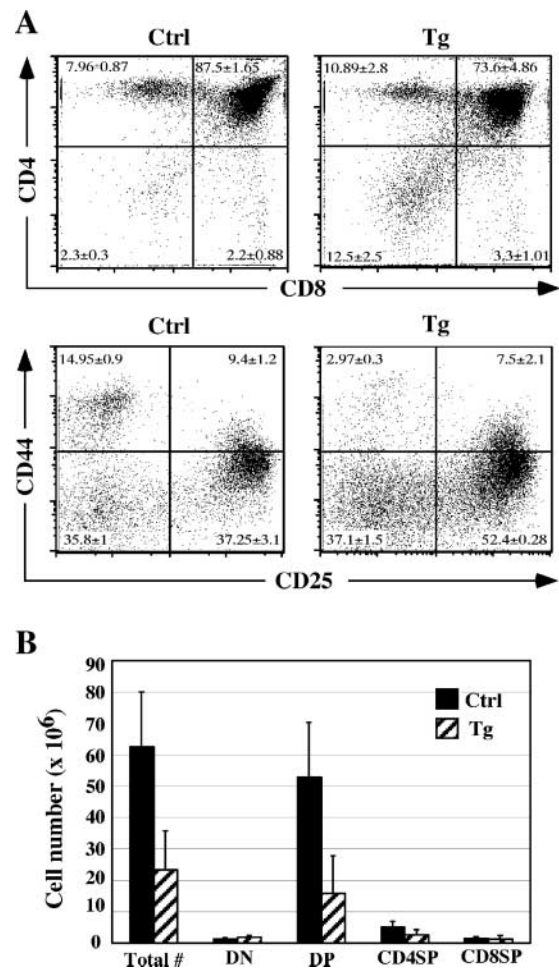 A
Ctrl Tg
7.96±0.87 87.5±1.65 10.89±2.8 73.6±4.86
CD4
2.3±0.3 2.2±0.88 12.5±2.5 3.3±1.01
CD8
Ctrl Tg
14.95±0.9 9.4±1.2 2.97±0.3 7.5±2.1
CD44
35.8±1 37.25±3.1 37.1±1.5 52.4±0.28
CD25
B
Cell number (x 10⁶)
90
80
70
60
50
40
30
20
10
0
Ctrl
Tg
Total # DN DP CD4SP CD8SP